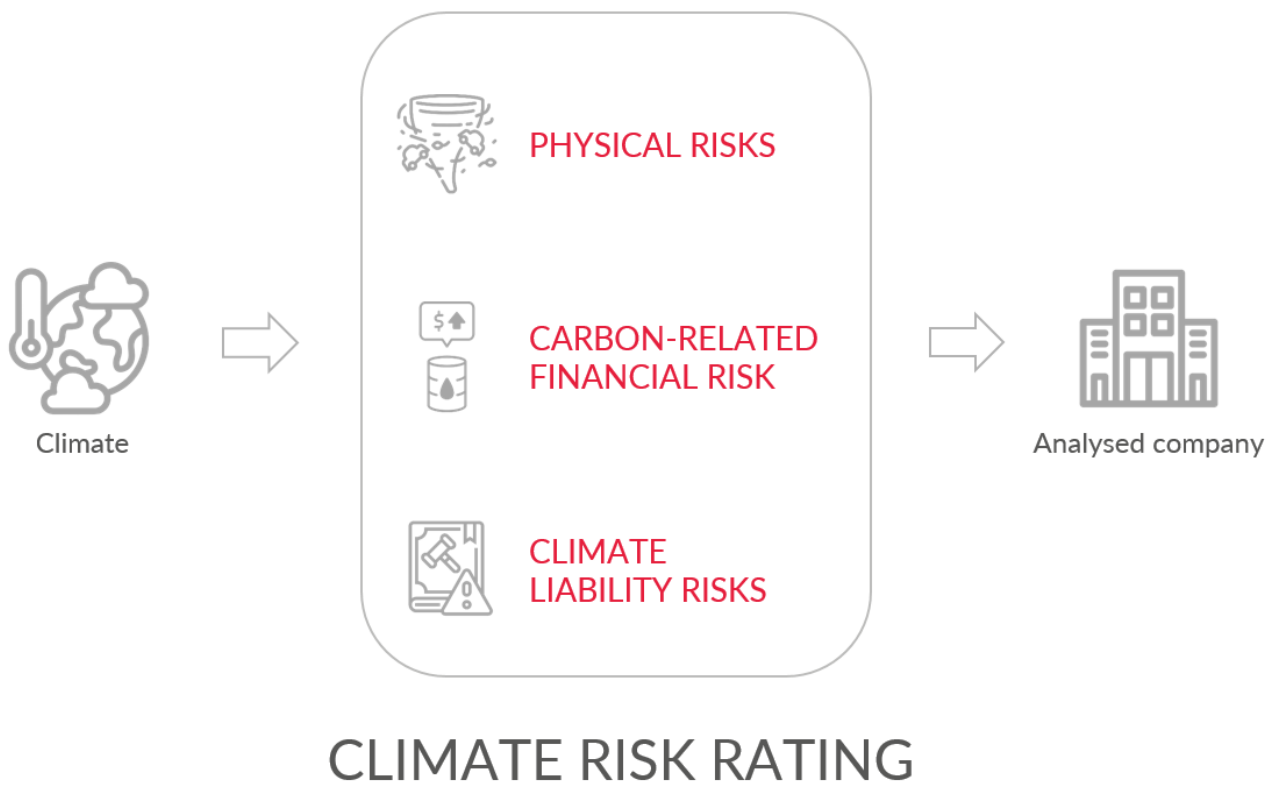 PHYSICAL RISKS
$
CARBON-RELATED
FINANCIAL RISK
Climate
Analysed company
CLIMATE
LIABILITY RISKS
CLIMATE RISK RATING